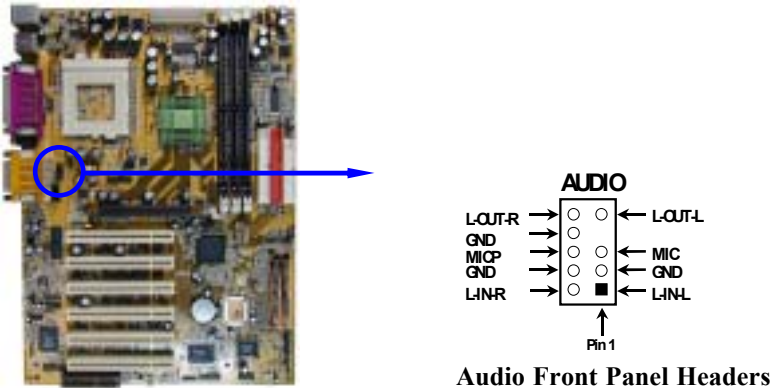 AUDIO
L-OUT-R
L-OUT-L
GND
MICP
MIC
GND
GND
L-IN-R
L-IN-L
Pin 1
Audio Front Panel Headers